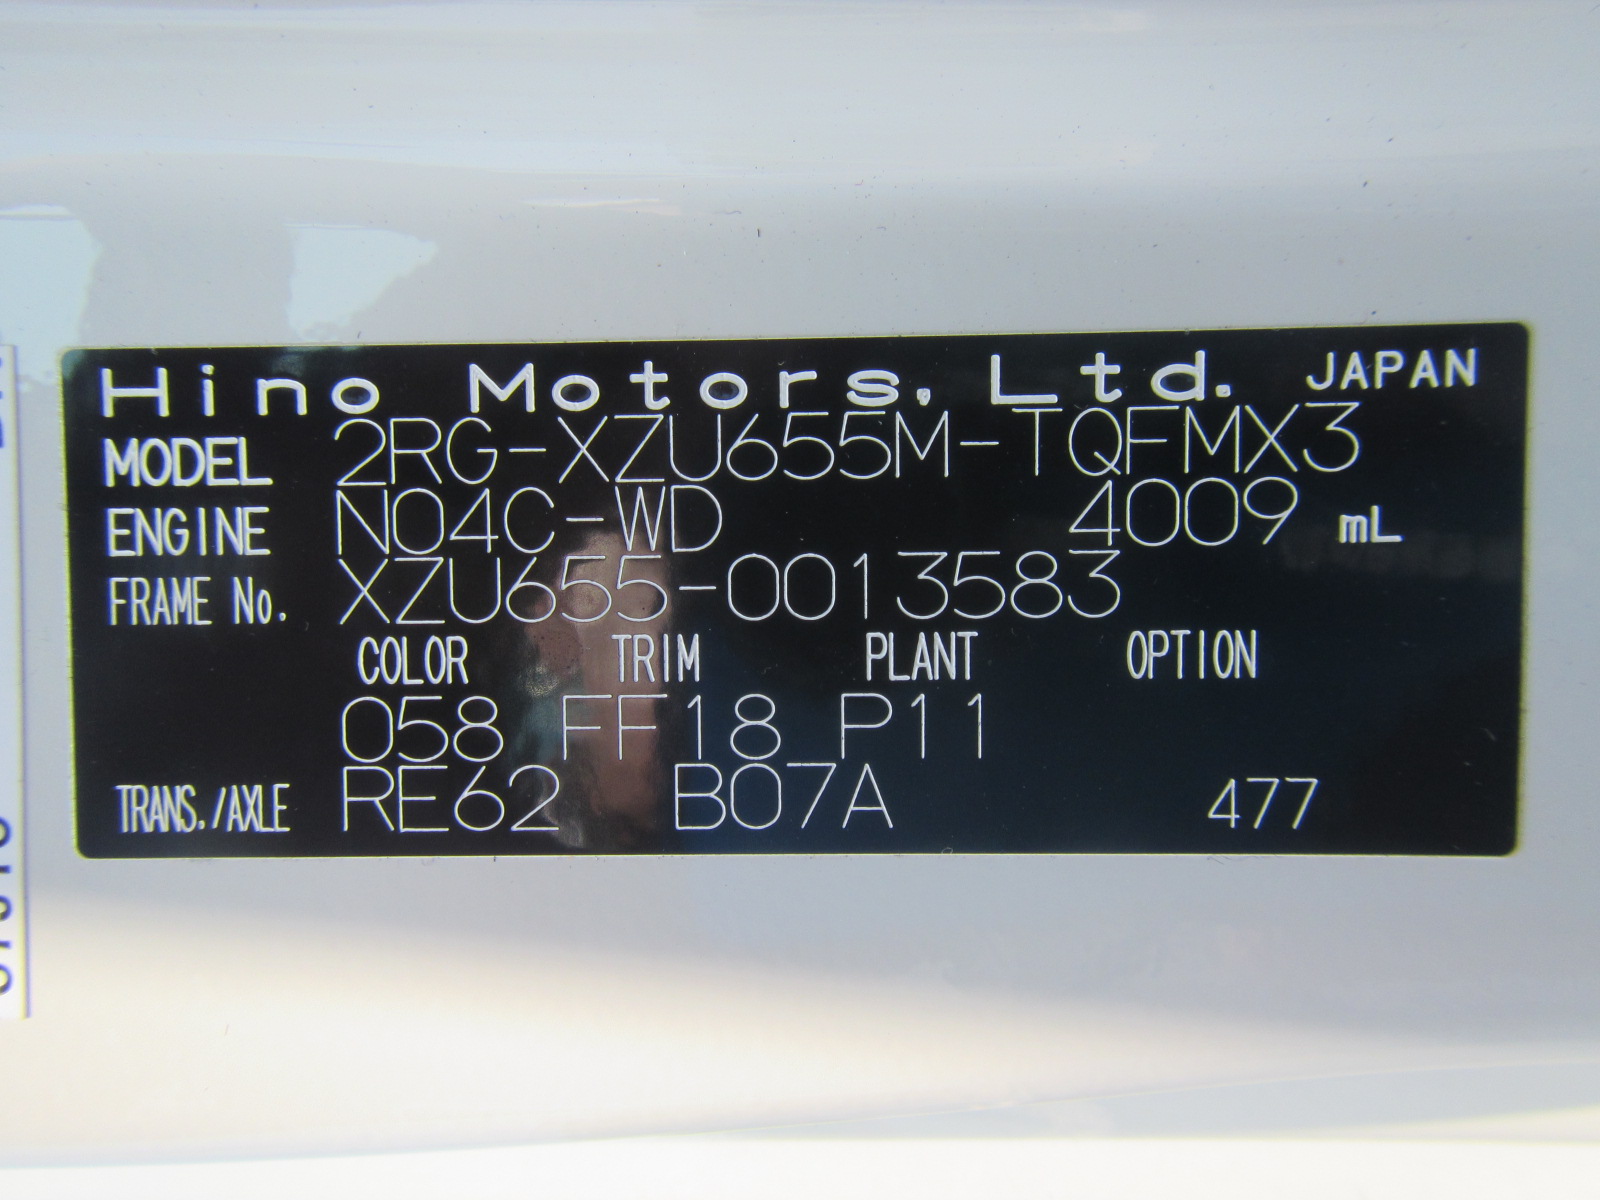 Hino Motors, Ltd. JAPAN
MODEL 2RG-XZU655M-TQFMX3
ENGINE N04C-WD 4009 mL
FRAME No. XZU655-0013583
COLOR TRIM PLANT OPTION
058 FF18 P11
TRANS./AXLE RE62 B07A 477